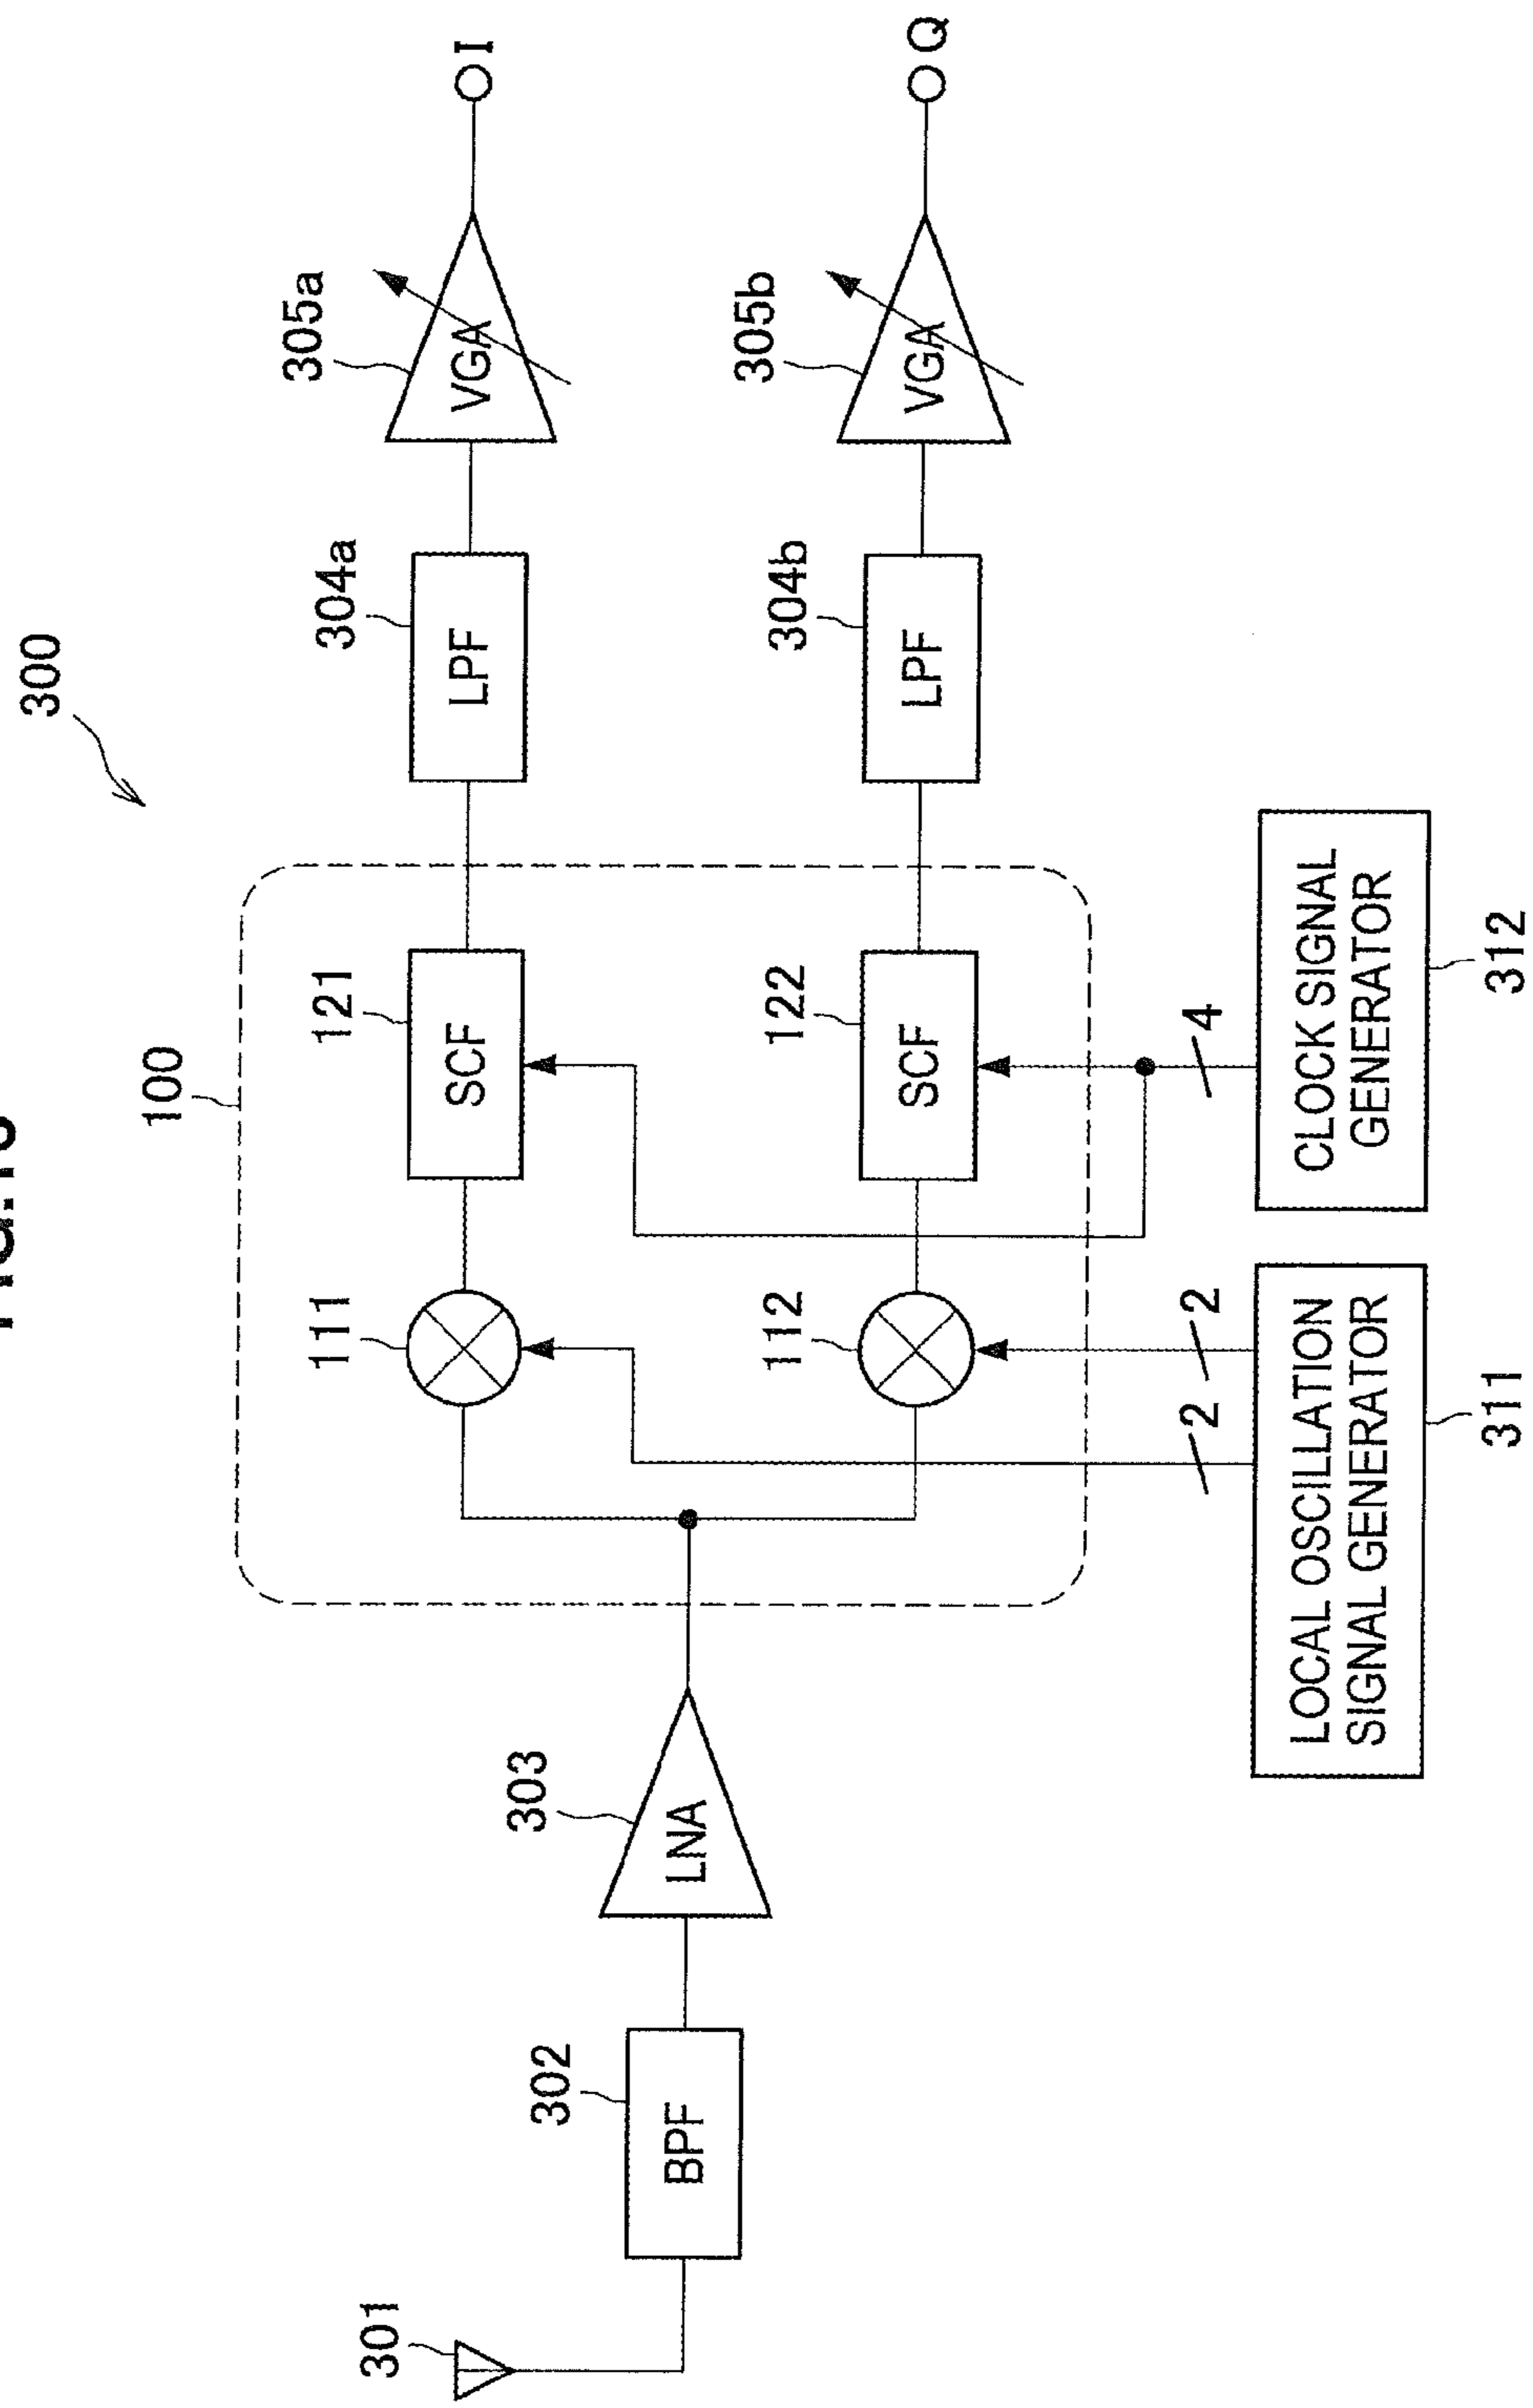 300
100
301
302
BPF
303
LNA
111
121
SCF
304a
LPF
305a
VGA
I
112
122
SCF
304b
LPF
305b
VGA
Q
2
2
4
LOCAL OSCILLATION
SIGNAL GENERATOR
311
CLOCK SIGNAL
GENERATOR
312